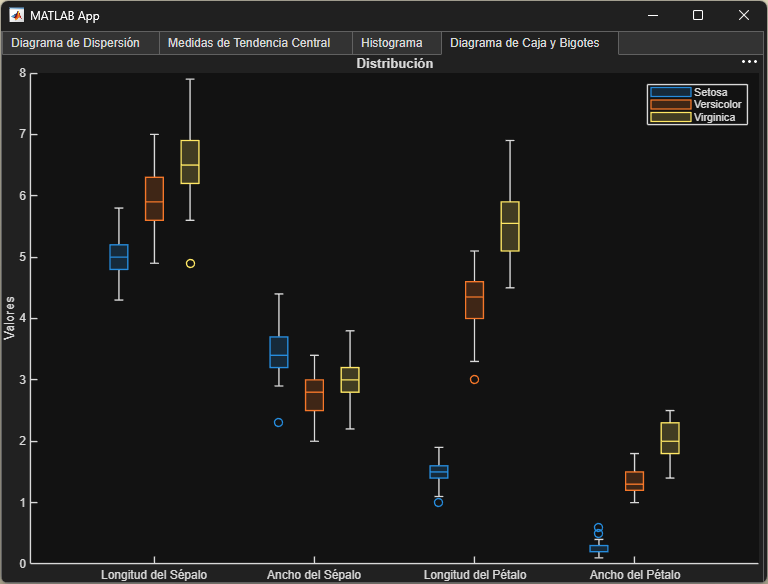 MATLAB App
Diagrama de Dispersión
Medidas de Tendencia Central
Histograma
Diagrama de Caja y Bigotes
Distribución
Setosa
Versicolor
Virginica
Valores
8
7
6
5
4
3
2
1
0
Longitud del Sépalo
Ancho del Sépalo
Longitud del Pétalo
Ancho del Pétalo